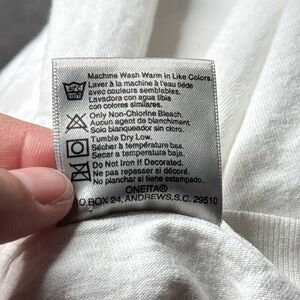 Machine Wash Warm in Like Colors.
Laver à la machine à l'eau tiède
avec couleurs semblables.
Lavadora con agua tibia
con colores similares.
Only Non-Chlorine Bleach.
Aucun agent de blanchiment
Solo blanqueador sin cloro.
Tumble Dry Low.
Sécher à température bas.
Secar a temperatura baja.
Do Not Iron if Decorated.
Ne pas repasser si décoré.
No planchar si llene estampado.
ONEITA®
P.O.BOX 24, ANDREWS,S.C. 29510